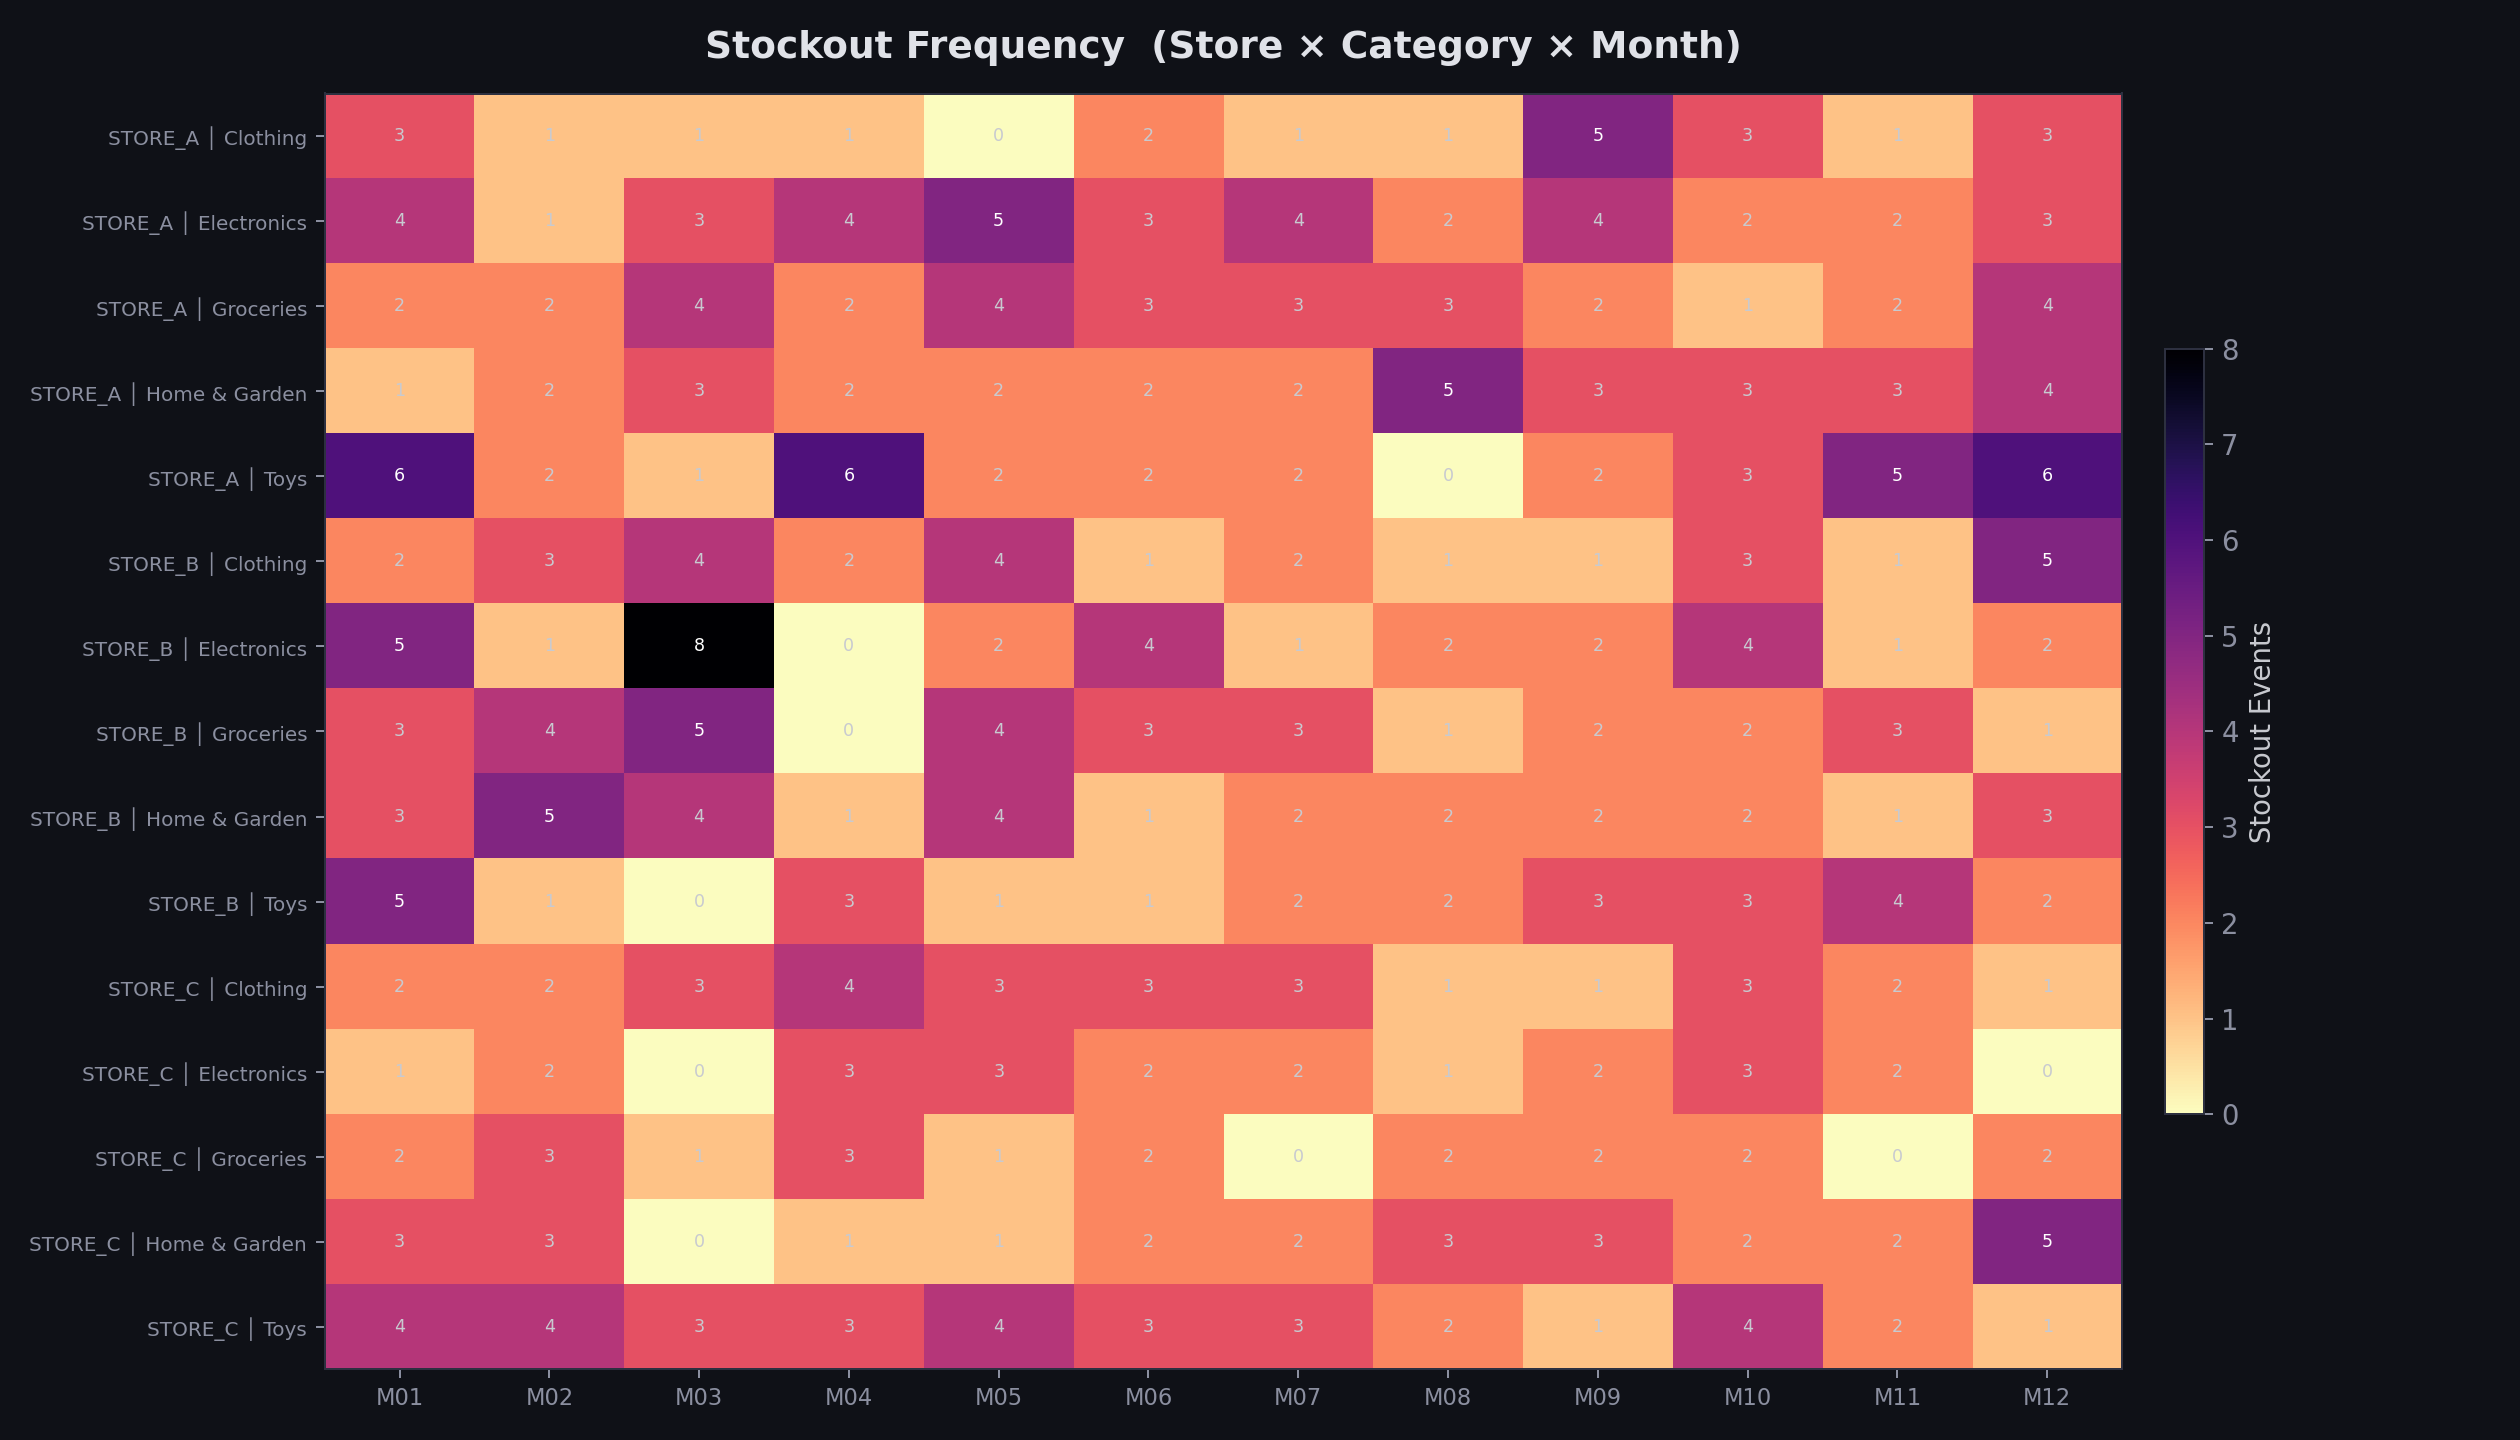 Stockout Frequency (Store × Category × Month)
STORE_A | Clothing 3 1 1 1 0 2 1 1 5 3 1 3
STORE_A | Electronics 4 1 3 4 5 3 4 2 4 2 2 3
STORE_A | Groceries 2 2 4 2 4 3 3 3 2 1 2 4
STORE_A | Home & Garden 1 2 3 2 2 2 2 5 3 3 3 4
STORE_A | Toys 6 2 1 6 2 2 2 0 2 3 5 6
STORE_B | Clothing 2 3 4 2 4 1 2 1 1 3 1 5
STORE_B | Electronics 5 1 8 0 2 4 1 2 2 4 1 2
STORE_B | Groceries 3 4 5 0 4 3 3 1 2 2 3 1
STORE_B | Home & Garden 3 5 4 1 4 1 2 2 2 2 1 3
STORE_B | Toys 5 1 0 3 1 1 2 2 3 3 4 2
STORE_C | Clothing 2 2 3 4 3 3 3 1 1 3 2 1
STORE_C | Electronics 1 2 0 3 3 2 2 1 2 3 2 0
STORE_C | Groceries 2 3 1 3 1 2 0 2 2 2 0 2
STORE_C | Home & Garden 3 3 0 1 1 2 2 3 3 2 2 5
STORE_C | Toys 4 4 3 3 4 3 3 2 1 4 2 1
M01 M02 M03 M04 M05 M06 M07 M08 M09 M10 M11 M12
8
7
6
5
4
3
2
1
0
Stockout Events